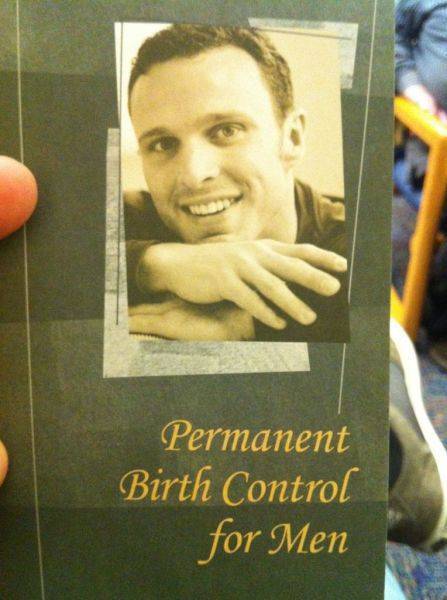 Permanent
Birth Control
for Men